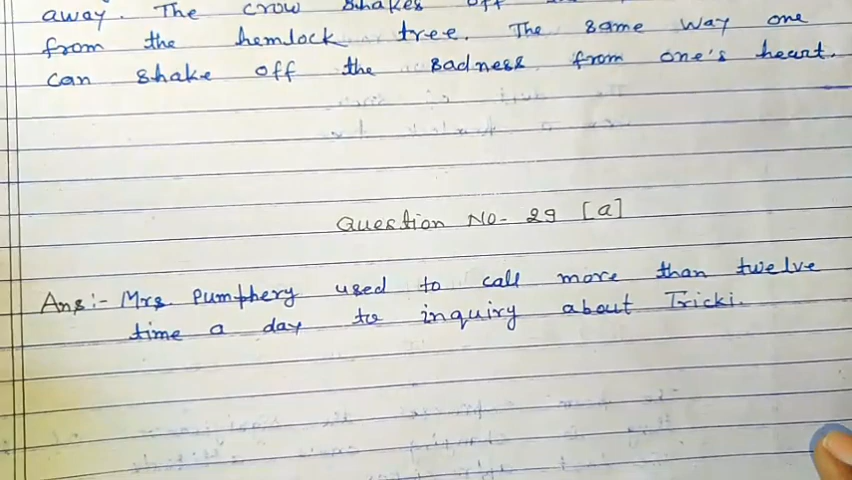 away. The crow shakes off
from the hemlock tree. The same way one
can shake off the sadness from one's heart.
Question No- 29 [a]
Ans:- Mrs. Pumphery used to call more than twelve
time a day to inquiry about Tricki.